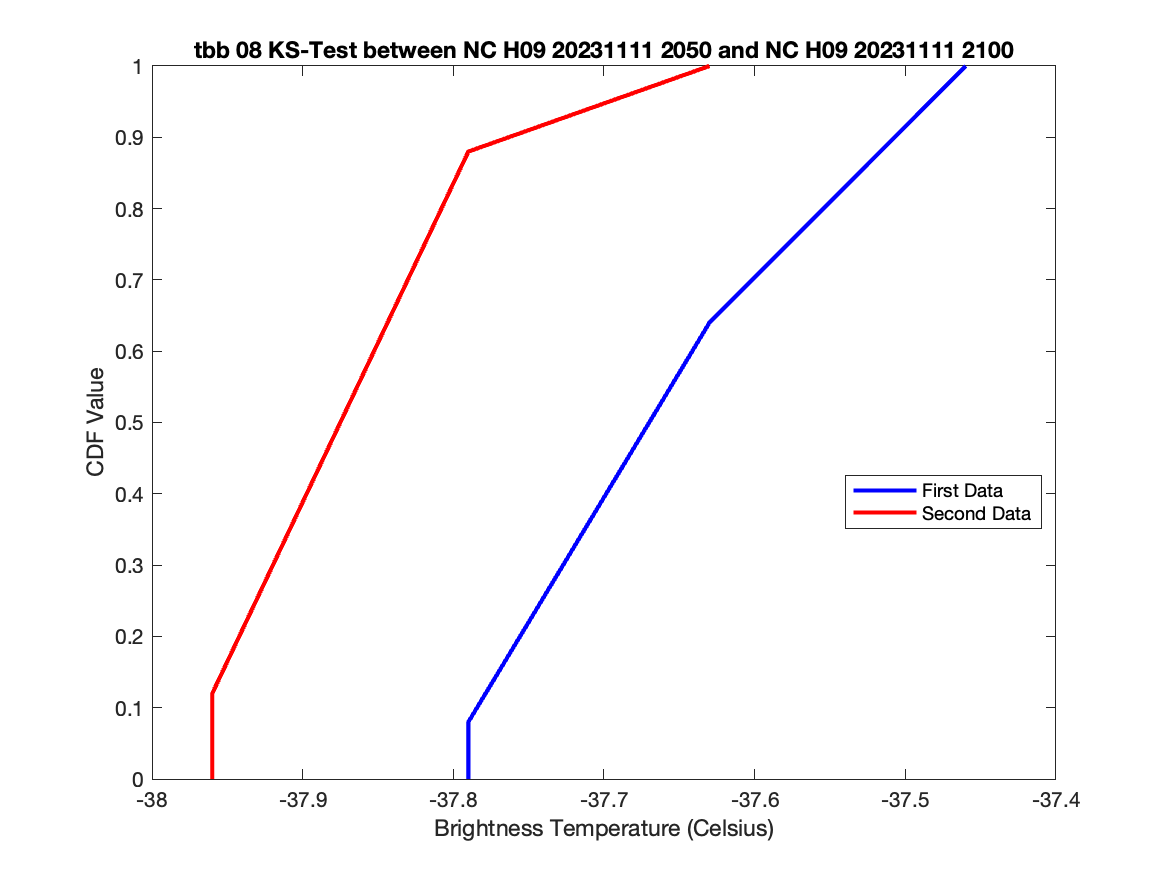 tbb 08 KS-Test between NC H09 20231111 2050 and NC H09 20231111 2100
1
0.9
0.8
0.7
0.6
0.5
0.4
0.3
0.2
0.1
0
CDF Value
First Data
Second Data
-38 -37.9 -37.8 -37.7 -37.6 -37.5 -37.4
Brightness Temperature (Celsius)